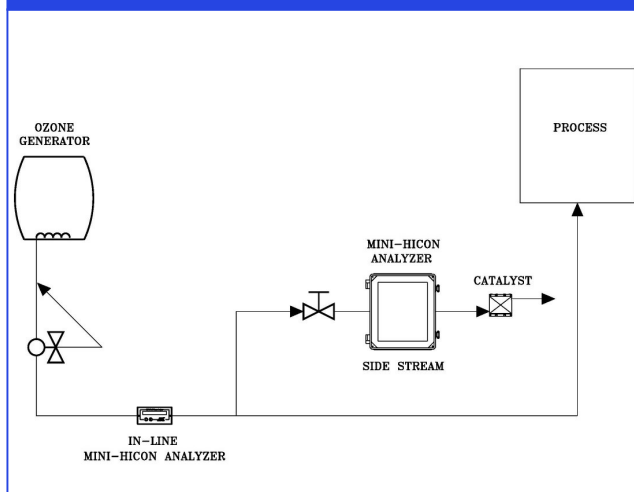 OZONE
GENERATOR
PROCESS
MINI-HICON
ANALYZER
CATALYST
SIDE STREAM
IN-LINE
MINI-HICON ANALYZER